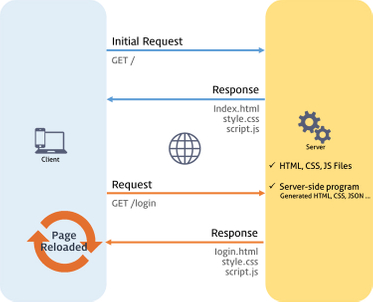 Initial Request
GET /
Response
Index.html
style.css
script.js
Client
Server
✓ HTML, CSS, JS Files
✓ Server-side program
Generated HTML, CSS, JSON ...
Request
GET /login
Response
login.html
style.css
script.js
Page
Reloaded